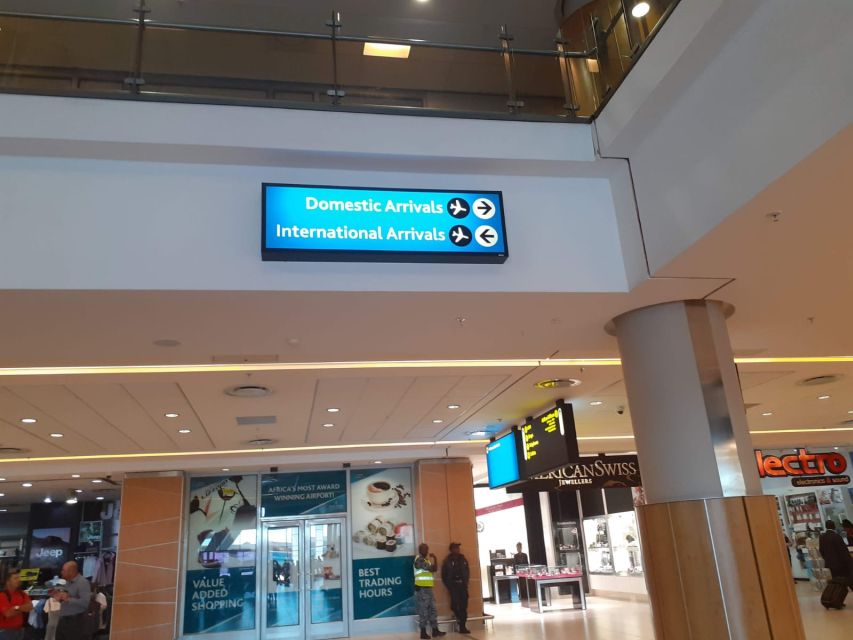 Domestic Arrivals
International Arrivals
AFRICA'S MOST AWARD
WINNING AIRPORT!
VALUE
ADDED
SHOPPING
BEST
TRADING
HOURS
Jeep
ERICANSWISS
JEWELLERS
lectro
electronics & sound